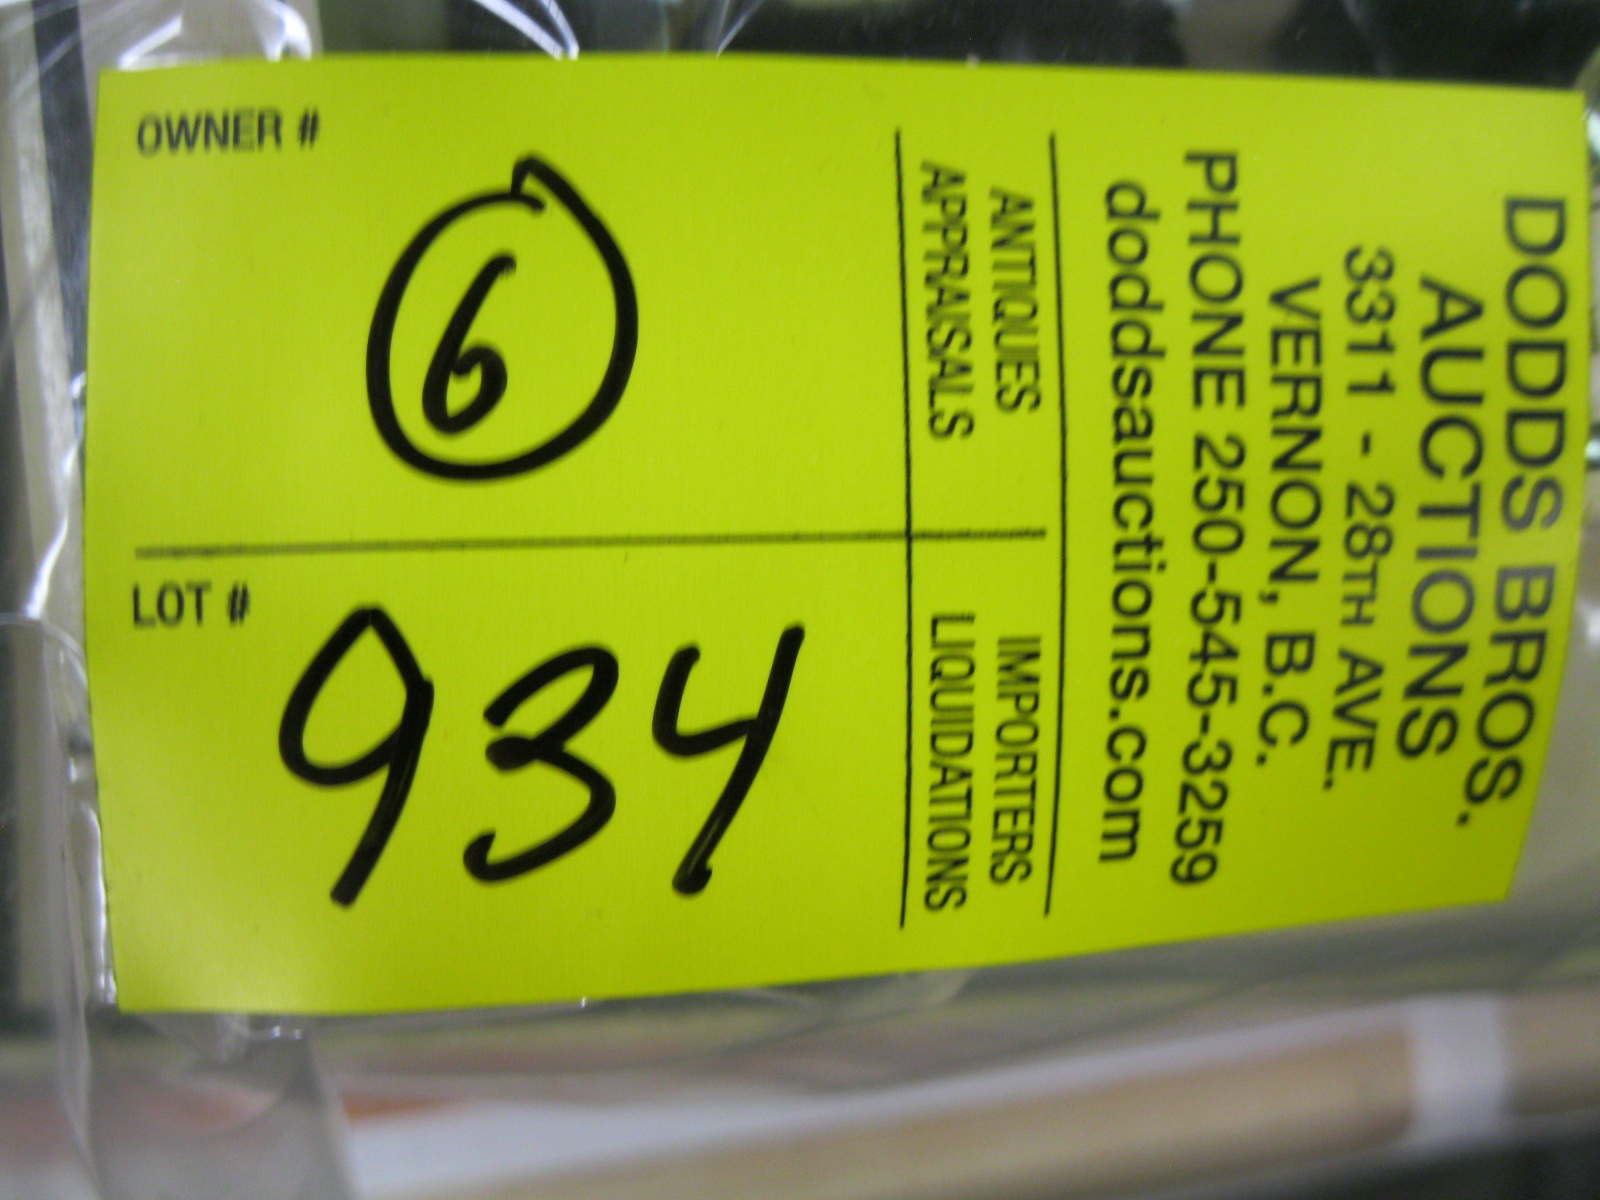 DODDS BROS.
AUCTIONS
3311 - 28TH AVE.
VERNON, B.C.
PHONE 250-545-3259
doddsauctions.com
ANTIQUES
APPRAISALS
IMPORTERS
LIQUIDATIONS
OWNER #
6
LOT #
934